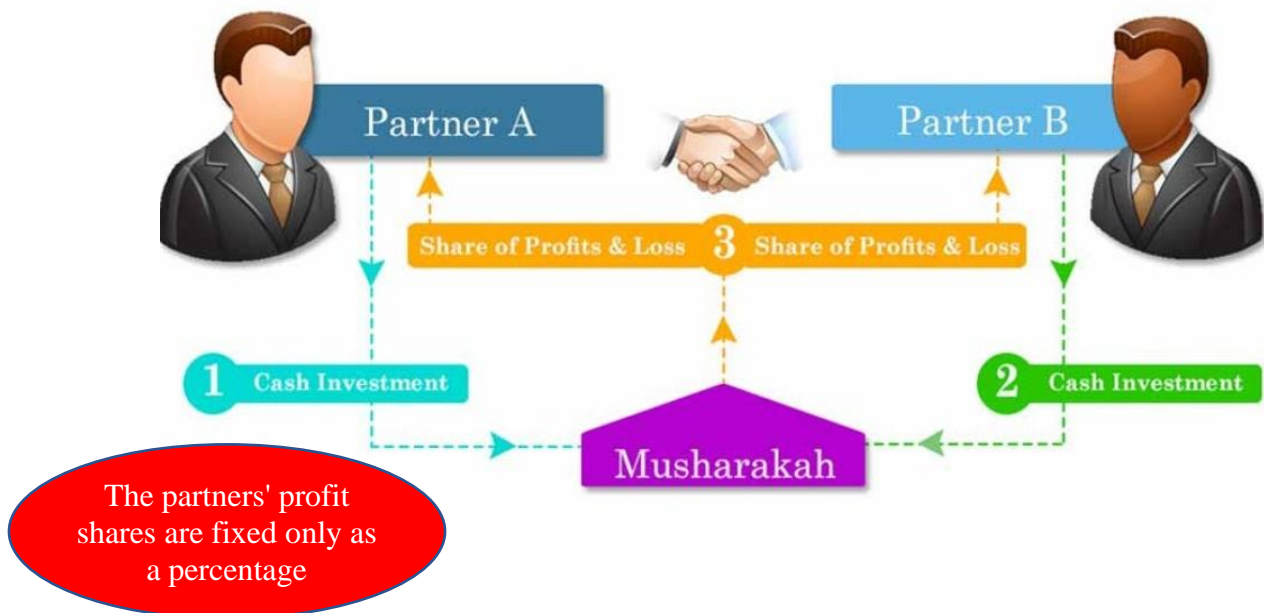 Partner A
Partner B
Share of Profits & Loss 3 Share of Profits & Loss
1 Cash Investment
2 Cash Investment
Musharakah
The partners' profit
shares are fixed only as
a percentage